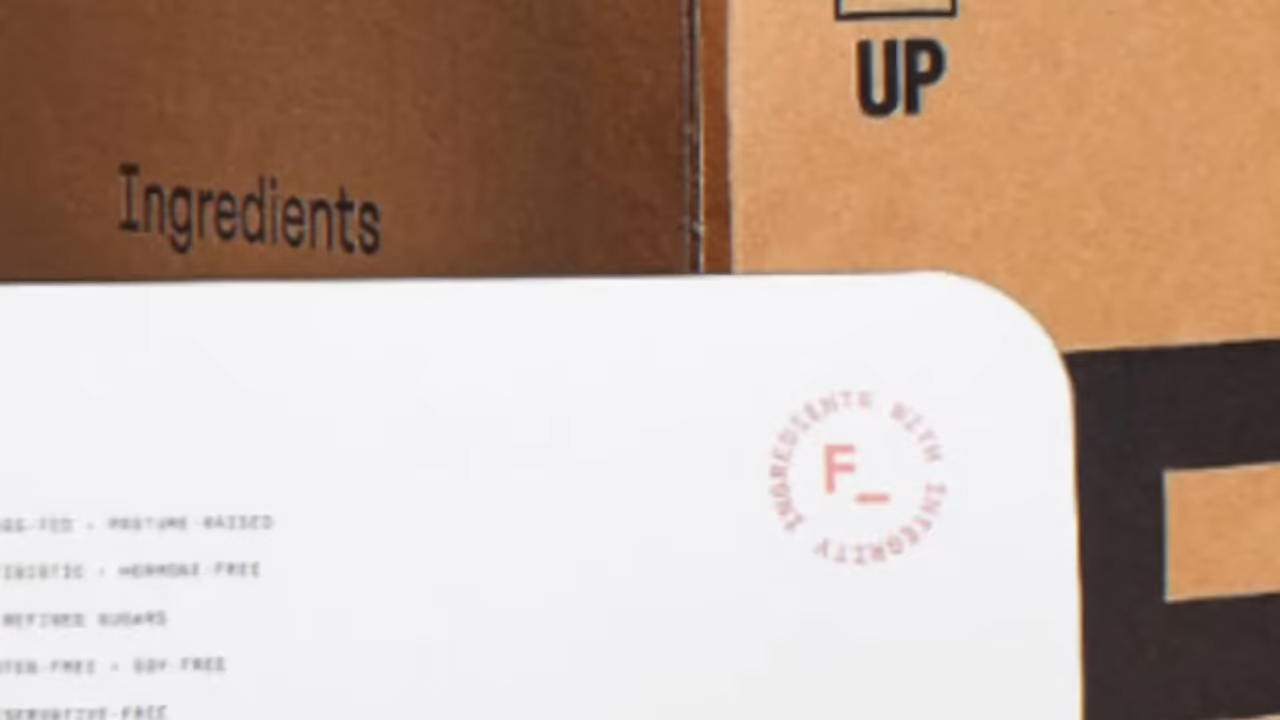 UP
Ingredients
INGREDIENTS WITH INTEGRITY
F_
PASTURE-RAISED
HORMONE-FREE
REFINED SUGARS
SOY-FREE